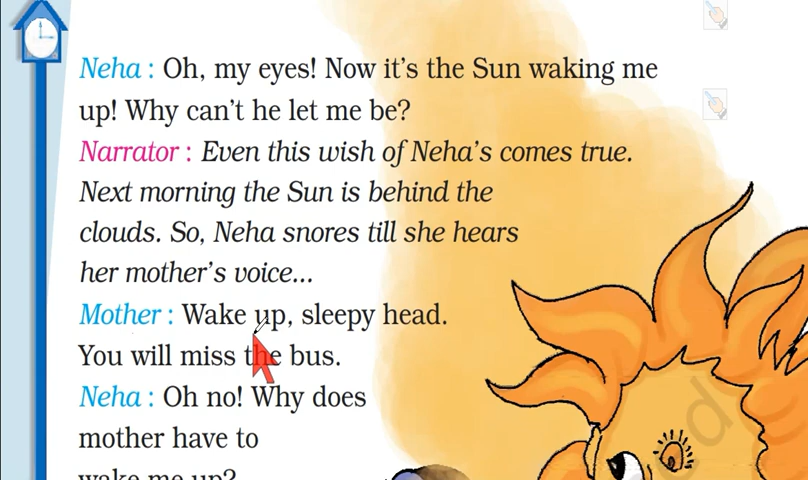 Neha : Oh, my eyes! Now it's the Sun waking me
up! Why can't he let me be?
Narrator : Even this wish of Neha's comes true.
Next morning the Sun is behind the
clouds. So, Neha snores till she hears
her mother's voice...
Mother : Wake up, sleepy head.
You will miss the bus.
Neha : Oh no! Why does
mother have to
wake me up?